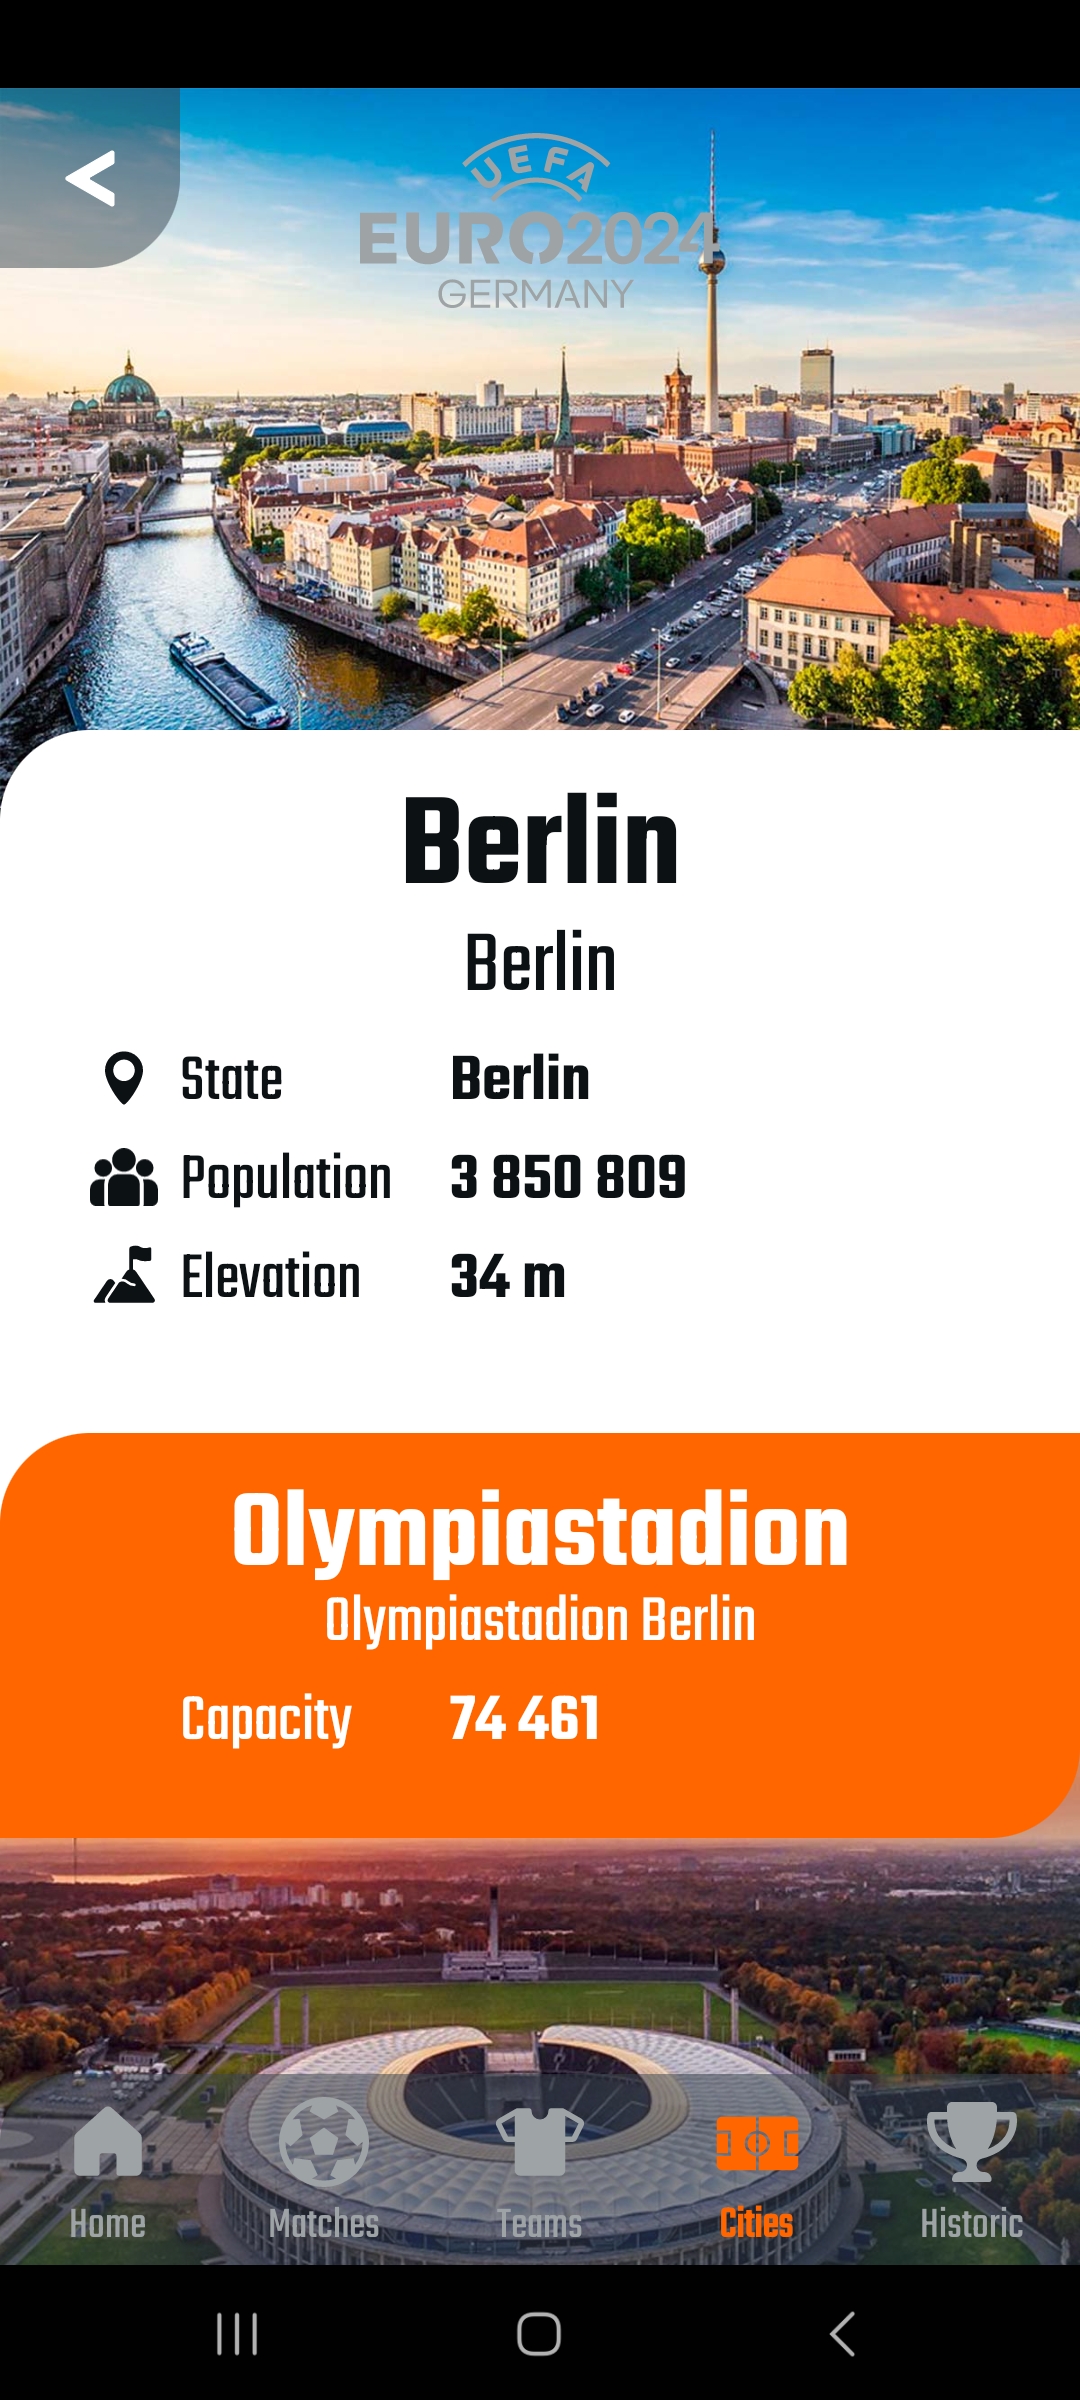 UEFA
EURO2024
GERMANY
Berlin
Berlin
State Berlin
Population 3 850 809
Elevation 34 m
Olympiastadion
Olympiastadion Berlin
Capacity 74 461
Home Matches Teams Cities Historic